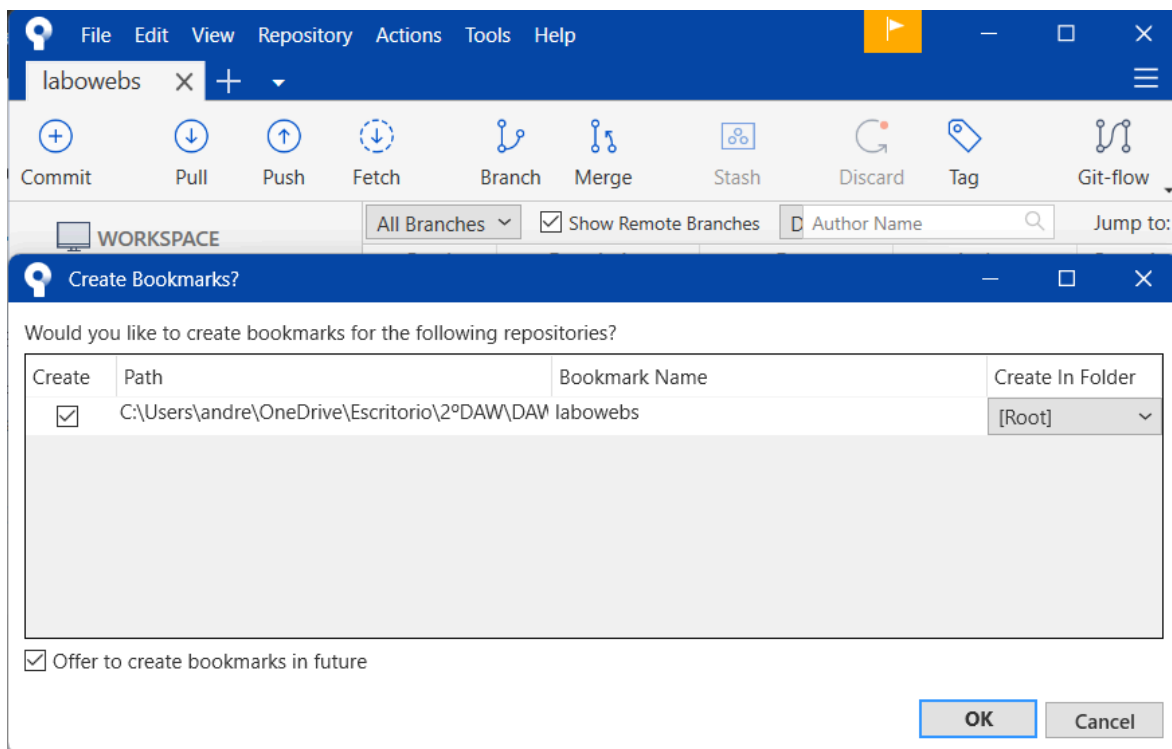 File Edit View Repository Actions Tools Help
labowebs
Commit Pull Push Fetch Branch Merge Stash Discard Tag Git-flow
WORKSPACE All Branches Show Remote Branches D Author Name Jump to:
Create Bookmarks?
Would you like to create bookmarks for the following repositories?
Create Path Bookmark Name Create In Folder
C:\Users\andre\OneDrive\Escritorio\2ºDAW\DAW labowebs [Root]
Offer to create bookmarks in future
OK Cancel